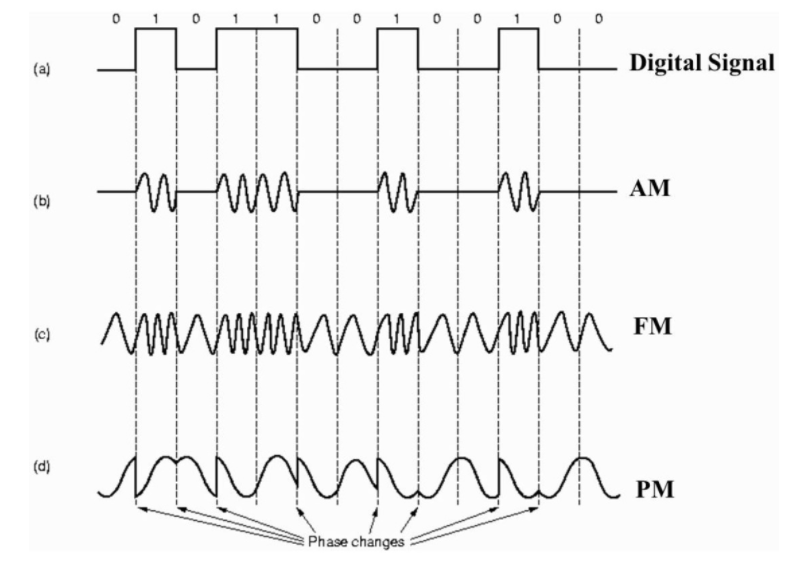 0 1 0 1 1 0 0 1 0 0 1 0 0
(a) Digital Signal
(b) AM
(c) FM
(d) PM
Phase changes